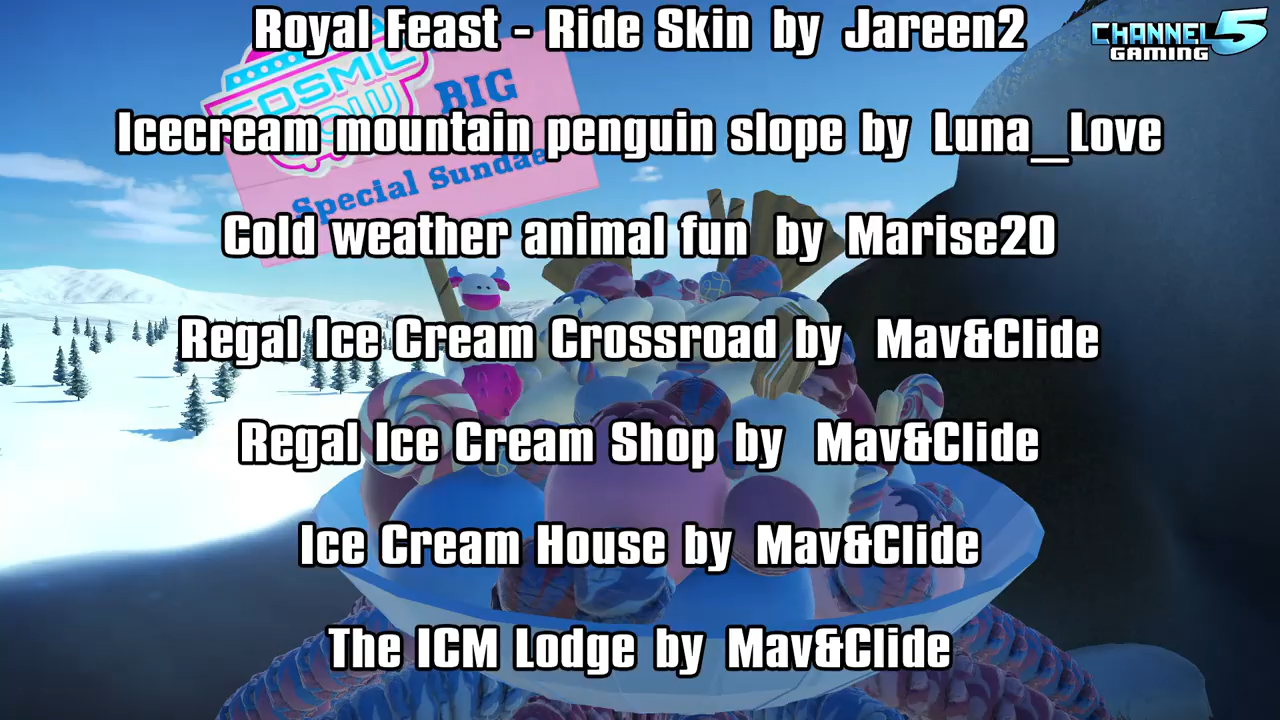 Royal Feast - Ride Skin by Jareen2
CHANNEL 5
GAMING
COSMIC
COW
BIG
Icecream mountain penguin slope by Luna_Love
Special Sundae
Cold weather animal fun by Marise20
Regal Ice Cream Crossroad by Mav&Clide
Regal Ice Cream Shop by Mav&Clide
Ice Cream House by Mav&Clide
The ICM Lodge by Mav&Clide